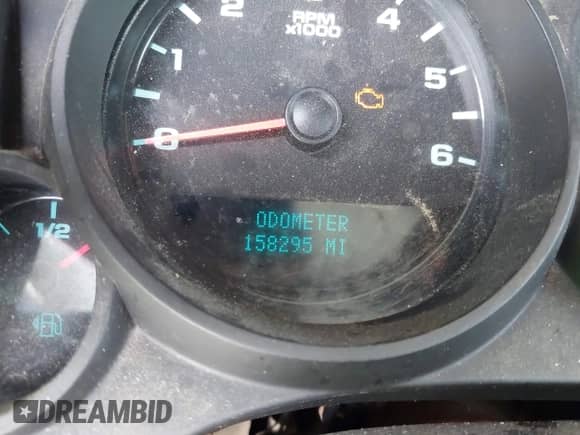 2
4
RPM
x1000
1
5
0
6
1/2
ODOMETER
158295 MI
DREAMBID